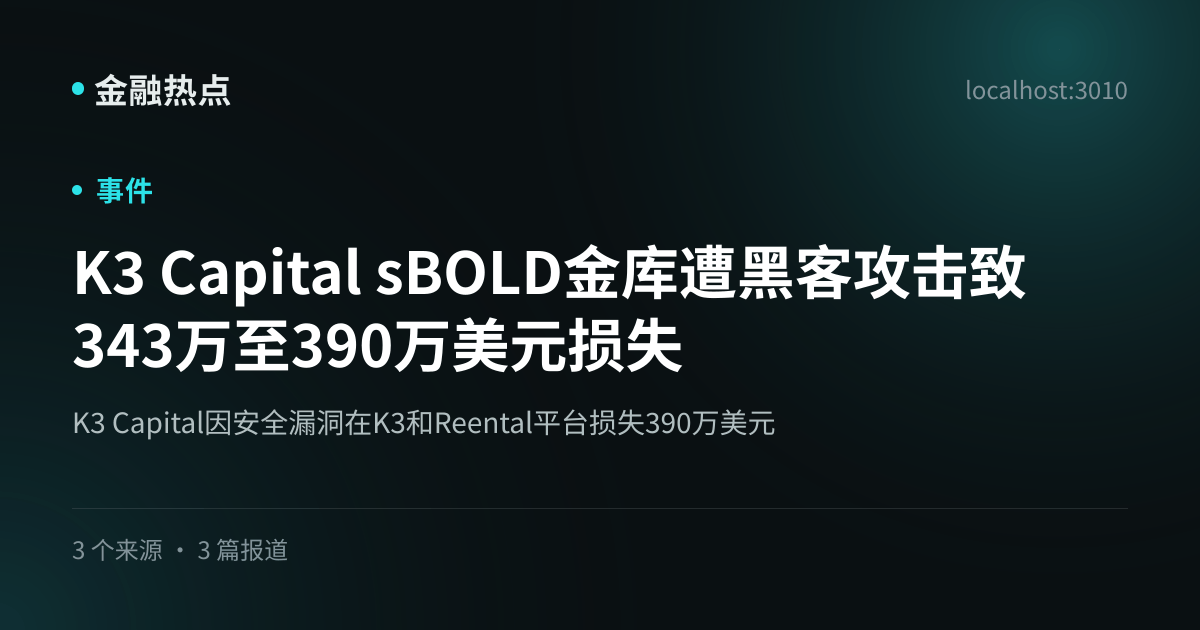 金融热点
localhost:3010
事件
K3 Capital sBOLD金库遭黑客攻击致
343万至390万美元损失
K3 Capital因安全漏洞在K3和Reental平台损失390万美元
3 个来源 · 3 篇报道